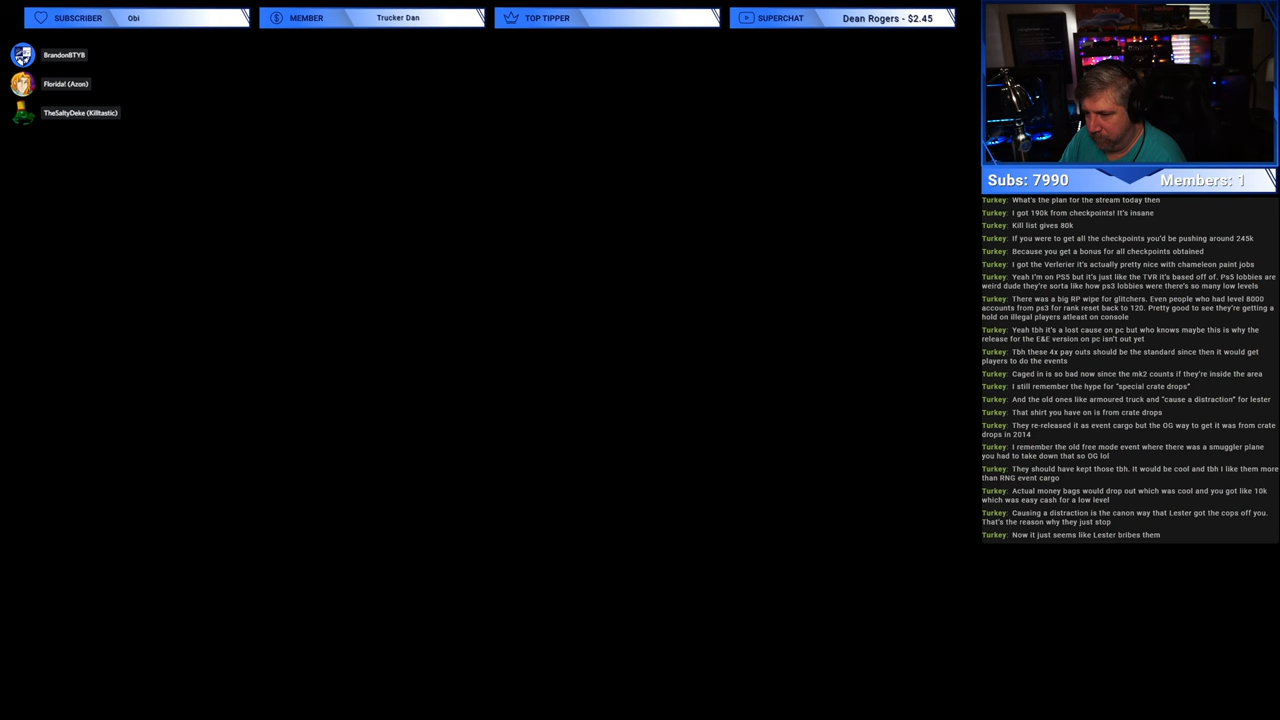 SUBSCRIBER Obi
MEMBER Trucker Dan
TOP TIPPER
SUPERCHAT Dean Rogers - $2.45
BrandonBTYB
Florida! (Azon)
TheSaltyDeke (Killtastic)
Subs: 7990 Members: 1
Turkey: What's the plan for the stream today then
Turkey: I got 190k from checkpoints! It's insane
Turkey: Kill list gives 80k
Turkey: If you were to get all the checkpoints you'd be pushing around 245k
Turkey: Because you get a bonus for all checkpoints obtained
Turkey: I got the Verlerier it's actually pretty nice with chameleon paint jobs
Turkey: Yeah I'm on PS5 but it's just like the TVR it's based off of. Ps5 lobbies are
weird dude they're sorta like how ps3 lobbies were there's so many low levels
Turkey: There was a big RP wipe for glitchers. Even people who had level 8000
accounts from ps3 for rank reset back to 120. Pretty good to see they're getting a
hold on illegal players atleast on console
Turkey: Yeah tbh it's a lost cause on pc but who knows maybe this is why the
release for the E&E version on pc isn't out yet
Turkey: Tbh these 4x pay outs should be the standard since then it would get
players to do the events
Turkey: Caged in is so bad now since the mk2 counts if they're inside the area
Turkey: I still remember the hype for "special crate drops"
Turkey: And the old ones like armoured truck and "cause a distraction" for lester
Turkey: That shirt you have on is from crate drops
Turkey: They re-released it as event cargo but the OG way to get it was from crate
drops in 2014
Turkey: I remember the old free mode event where there was a smuggler plane
you had to take down that so OG lol
Turkey: They should have kept those tbh. It would be cool and tbh I like them more
than RNG event cargo
Turkey: Actual money bags would drop out which was cool and you got like 10k
which was easy cash for a low level
Turkey: Causing a distraction is the canon way that Lester got the cops off you.
That's the reason why they just stop
Turkey: Now it just seems like Lester bribes them